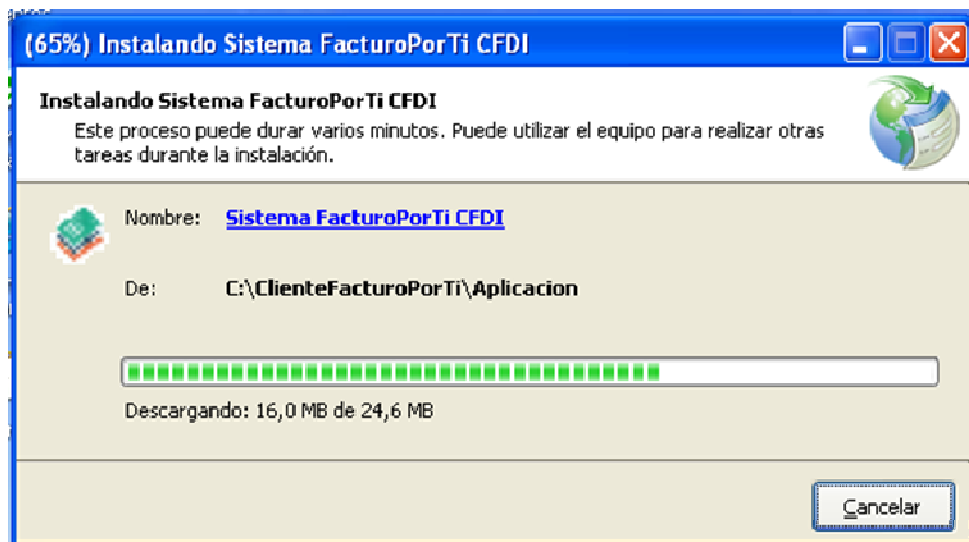 (65%) Instalando Sistema FacturoPorTi CFDI
Instalando Sistema FacturoPorTi CFDI
Este proceso puede durar varios minutos. Puede utilizar el equipo para realizar otras
tareas durante la instalación.
Nombre: Sistema FacturoPorTi CFDI
De: C:\ClienteFacturoPorTi\Aplicacion
Descargando: 16,0 MB de 24,6 MB
Cancelar